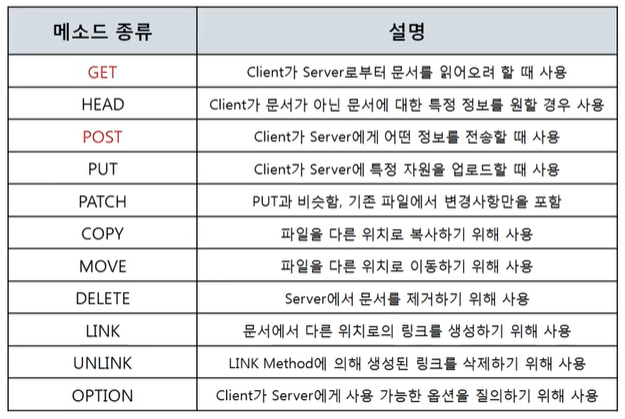 메소드 종류 설명
GET Client가 Server로부터 문서를 읽어오려 할 때 사용
HEAD Client가 문서가 아닌 문서에 대한 특정 정보를 원할 경우 사용
POST Client가 Server에게 어떤 정보를 전송할 때 사용
PUT Client가 Server에 특정 자원을 업로드할 때 사용
PATCH PUT과 비슷함, 기존 파일에서 변경사항만을 포함
COPY 파일을 다른 위치로 복사하기 위해 사용
MOVE 파일을 다른 위치로 이동하기 위해 사용
DELETE Server에서 문서를 제거하기 위해 사용
LINK 문서에서 다른 위치로의 링크를 생성하기 위해 사용
UNLINK LINK Method에 의해 생성된 링크를 삭제하기 위해 사용
OPTION Client가 Server에게 사용 가능한 옵션을 질의하기 위해 사용